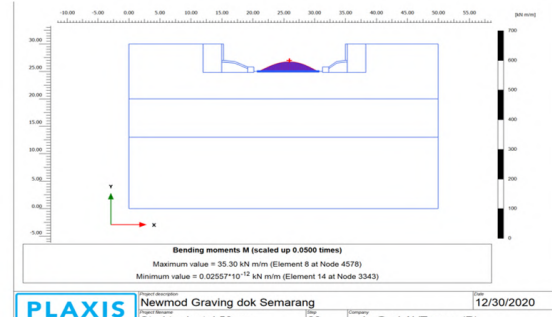 -10.00 -5.00 0.00 5.00 10.00 15.00 20.00 25.00 30.00 35.00 40.00 45.00 50.00 55.00
[kN m/m]
700
600
500
400
300
200
100
0
30.00
25.00
20.00
15.00
10.00
5.00
0.00
-5.00
Y
X
Bending moments M (scaled up 0.0500 times)
Maximum value = 35.30 kN m/m (Element 8 at Node 4578)
Minimum value = 0.02557*10⁻¹² kN m/m (Element 14 at Node 3343)
PLAXIS
Project description
Newmod Graving dok Semarang
Date
12/30/2020
Project filename
Step
Company